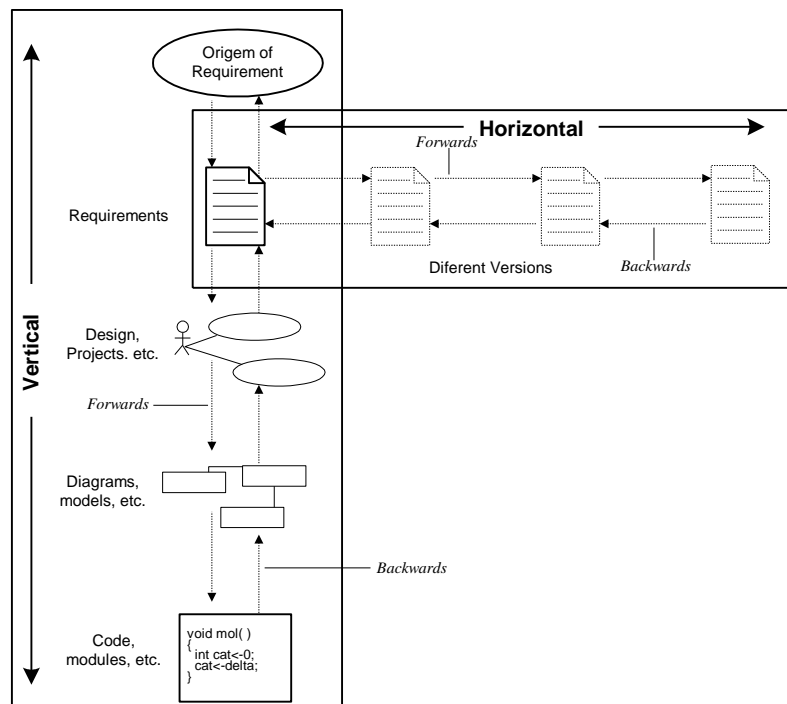 Origem of
Requirement
Horizontal
Forwards
Requirements
Diferent Versions
Backwards
Vertical
Design,
Projects. etc.
Forwards
Diagrams,
models, etc.
Backwards
Code,
modules, etc.
void mol( )
{
int cat<-0;
cat<-delta;
}